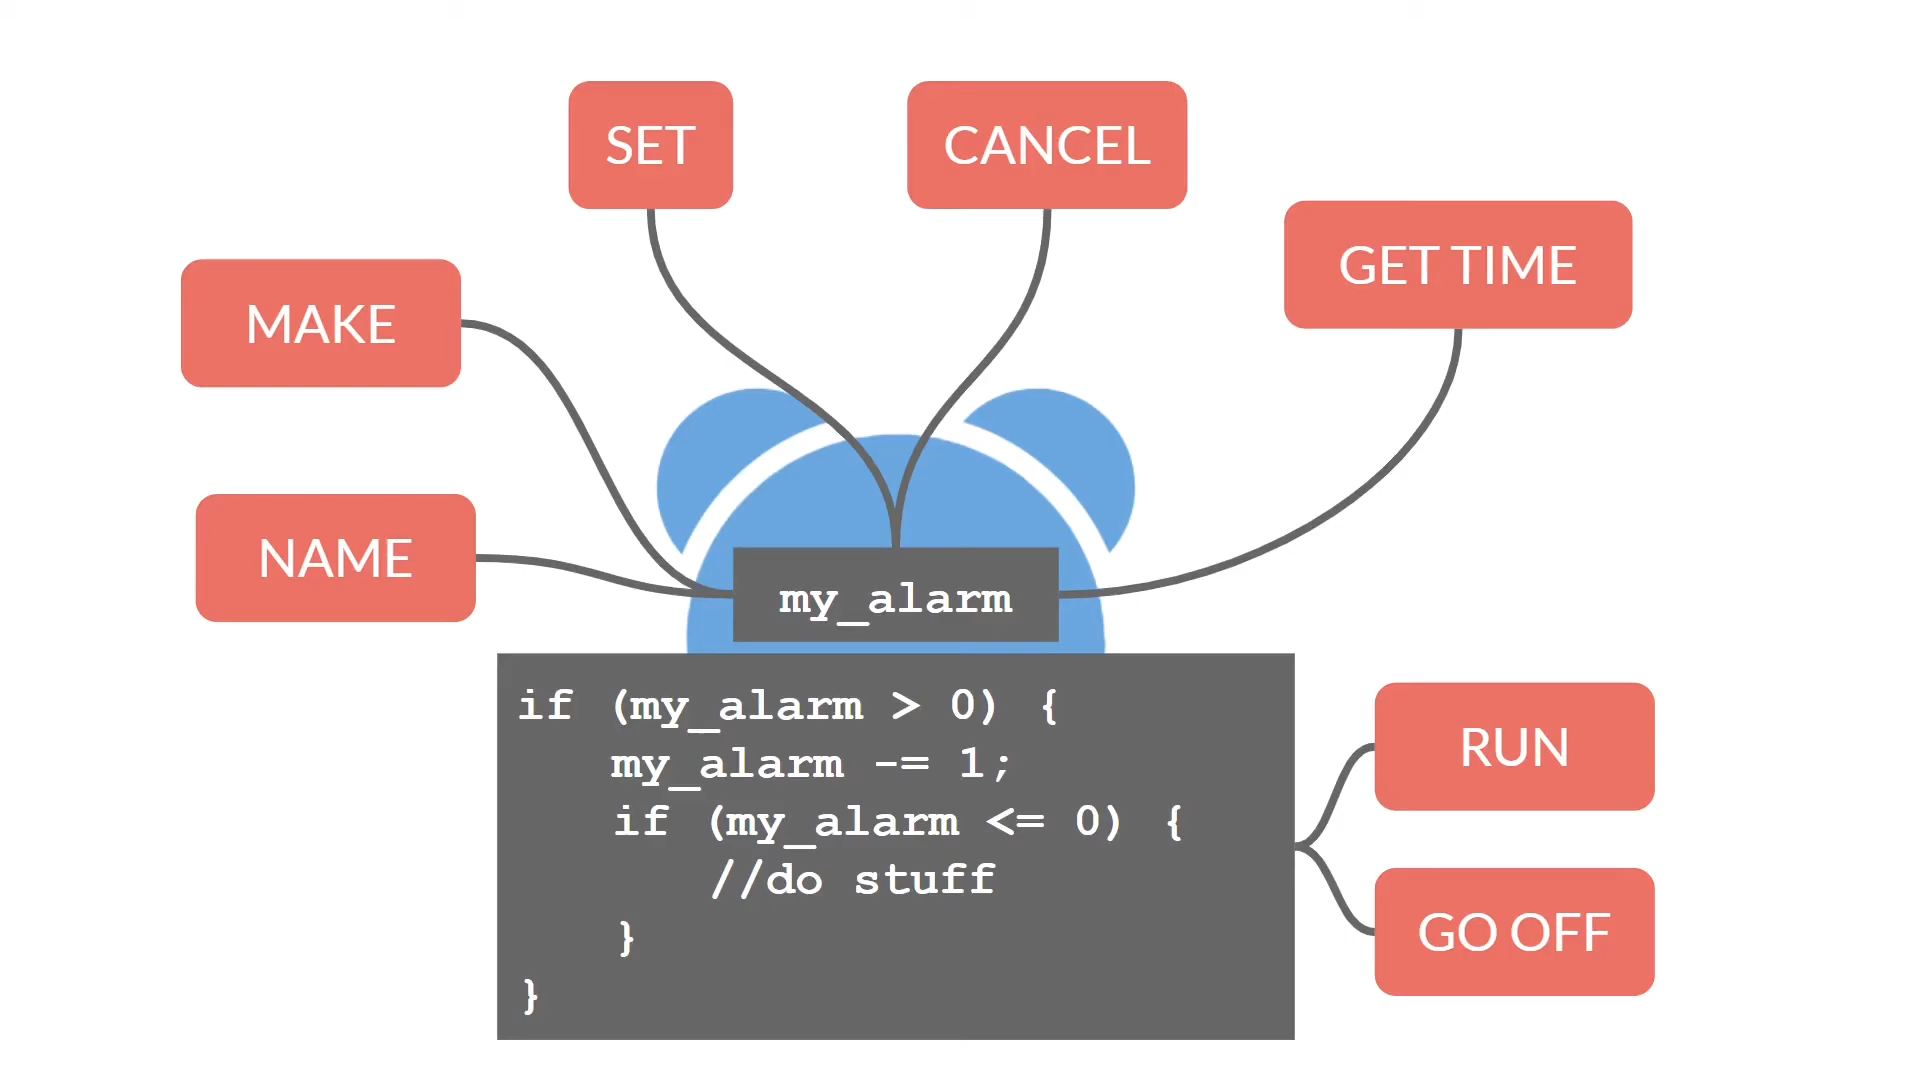 SET
CANCEL
GET TIME
MAKE
NAME
my_alarm
if (my_alarm > 0) {
    my_alarm -= 1;
    if (my_alarm <= 0) {
        //do stuff
    }
}
RUN
GO OFF